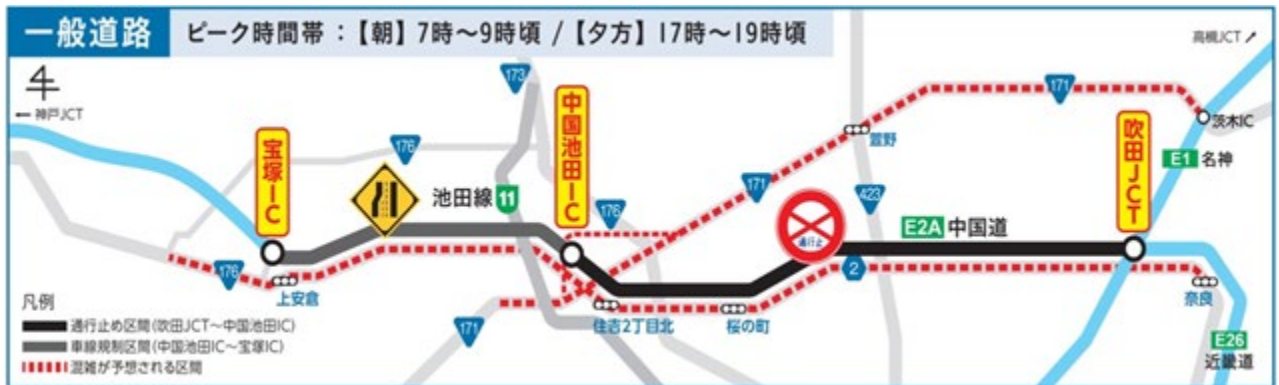 一般道路 ピーク時間帯:【朝】7時～9時頃 /【夕方】17時～19時頃
高槻JCT
神戸JCT
173
171
茨木IC
中国池田IC
宝塚IC
吹田JCT
萱野
176
E1 名神
池田線 11
171
423
176
E2A 中国道
通行止
176
2
上安倉
奈良
住吉2丁目北
桜の町
171
E26
近畿道
凡例
通行止め区間(吹田JCT～中国池田IC)
車線規制区間(中国池田IC～宝塚IC)
混雑が予想される区間